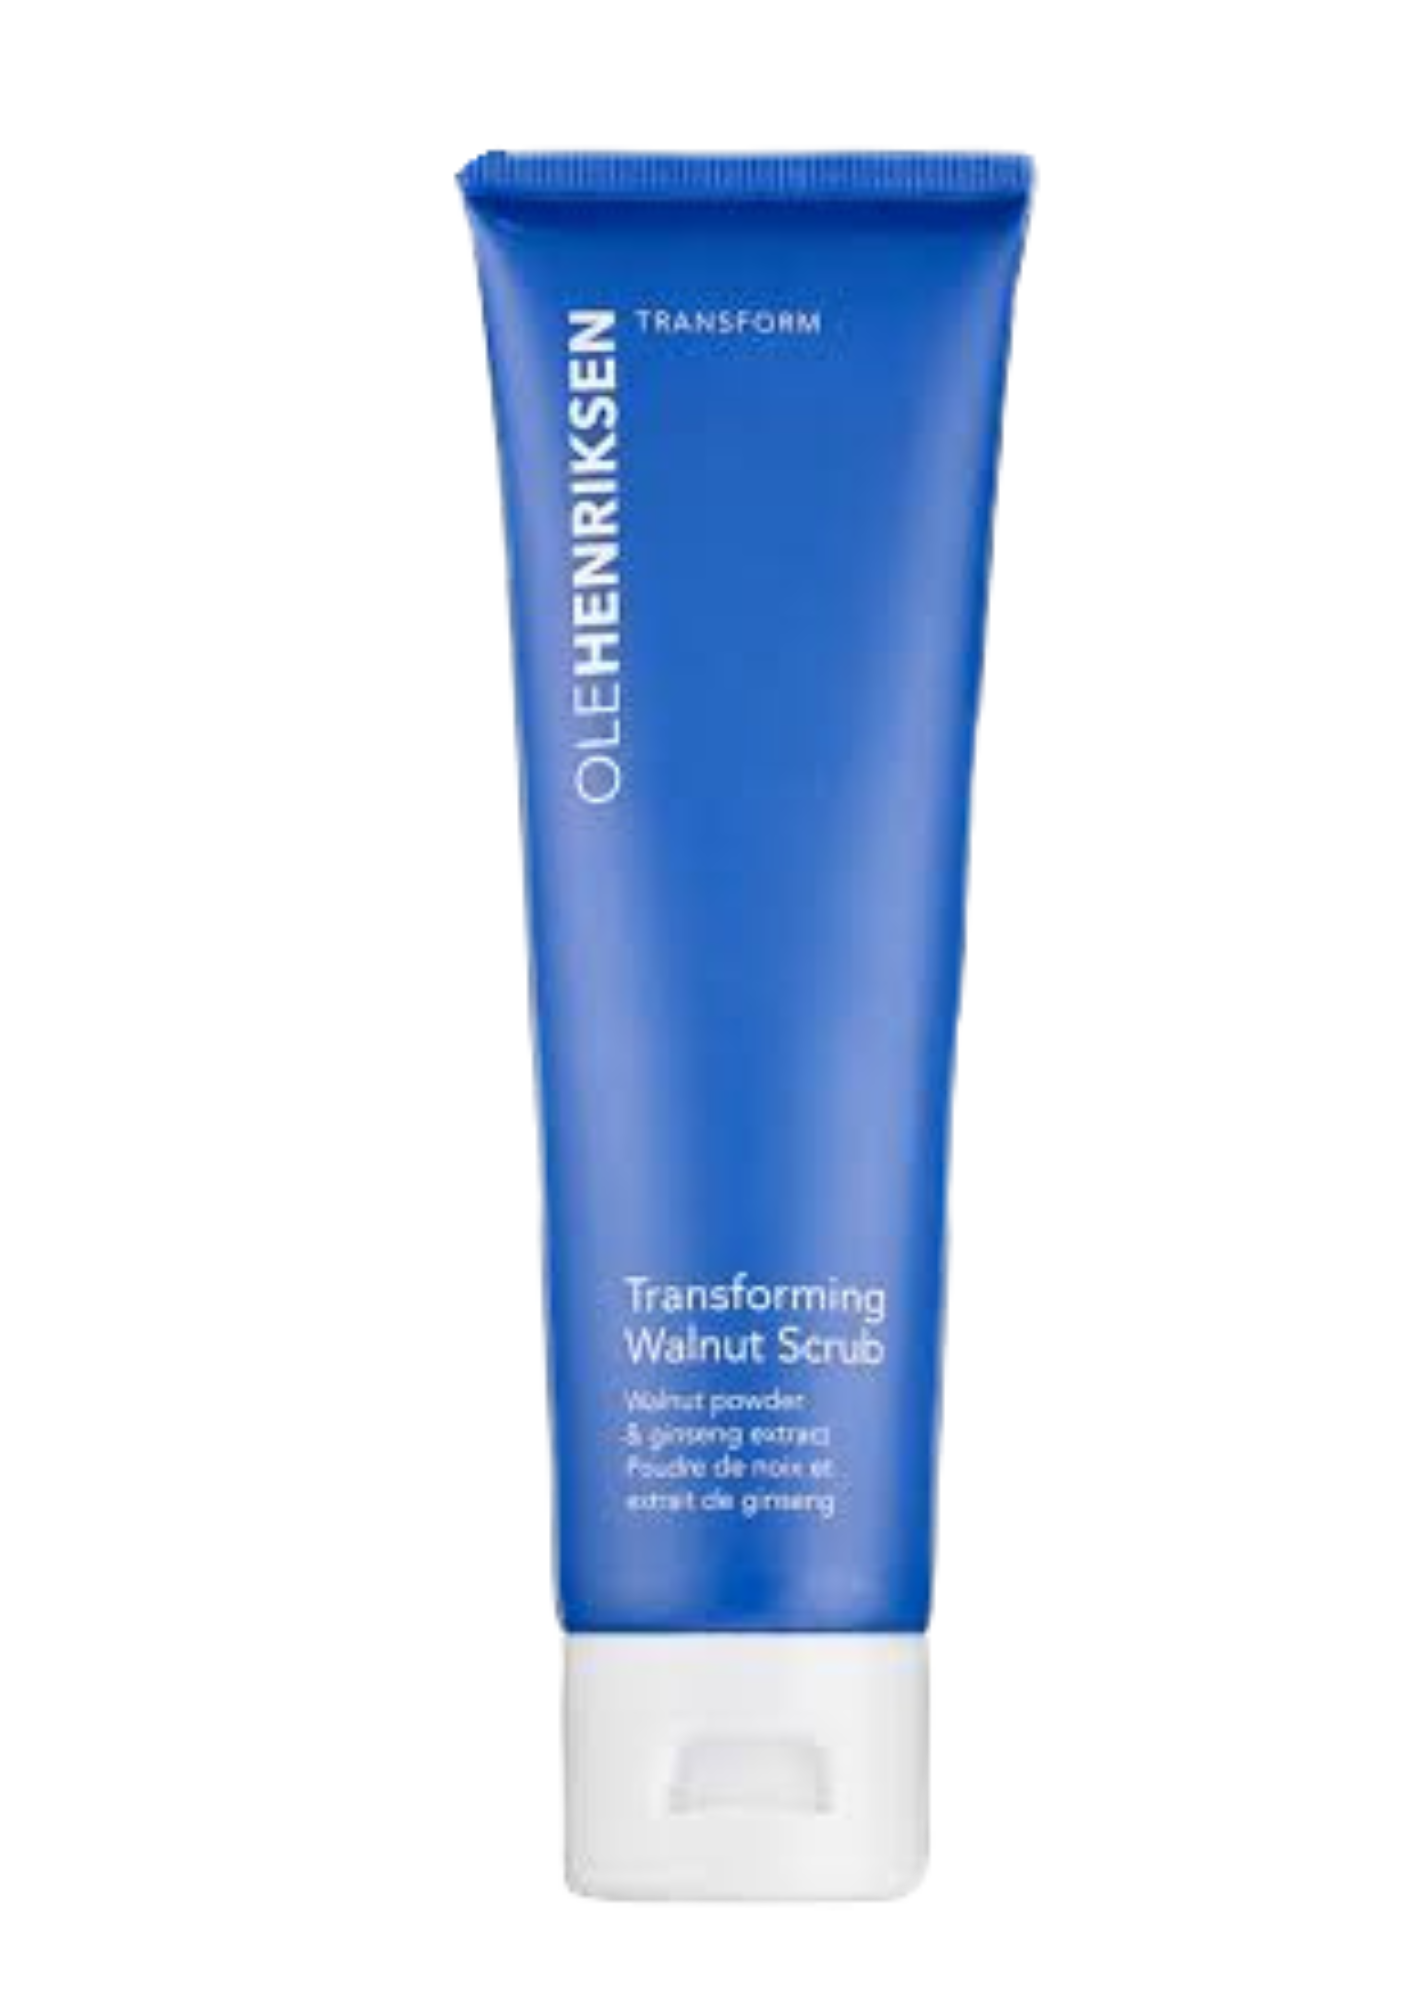 OLEHENRIKSEN
TRANSFORM
Transforming
Walnut Scrub
Walnut powder
& ginseng extract
Poudre de noix et
extrait de ginseng